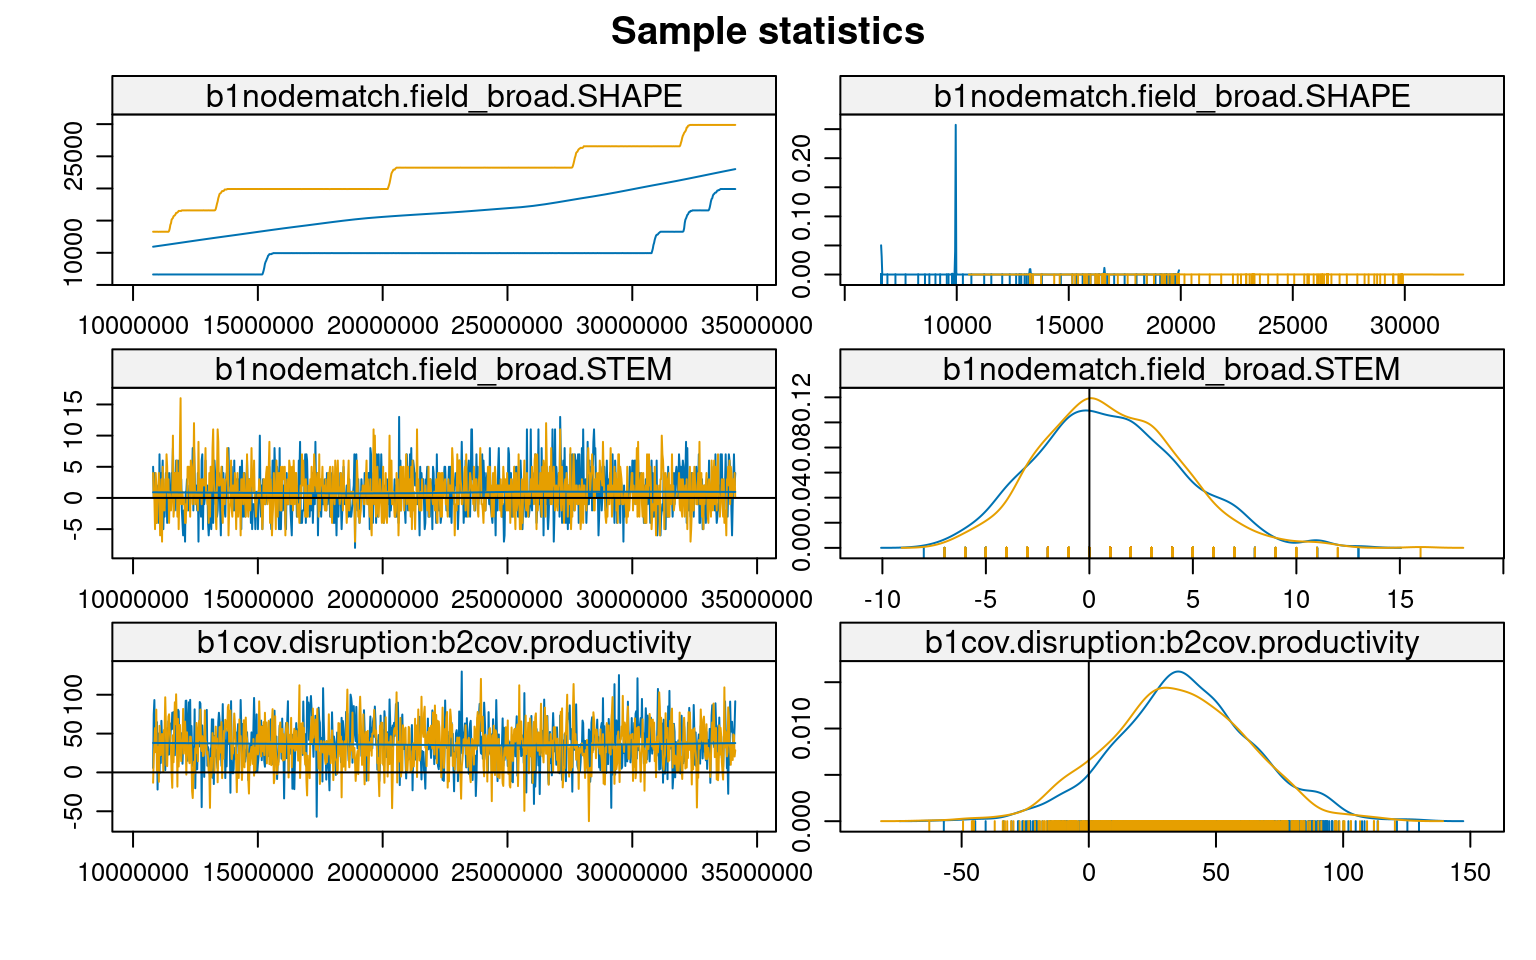 Sample statistics
b1nodematch.field_broad.SHAPE
10000 25000
10000000 15000000 20000000 25000000 30000000 35000000
b1nodematch.field_broad.SHAPE
0.00 0.10 0.20
10000 15000 20000 25000 30000
b1nodematch.field_broad.STEM
-5 0 5 10 15
10000000 15000000 20000000 25000000 30000000 35000000
b1nodematch.field_broad.STEM
0.00 0.04 0.08 0.12
-10 -5 0 5 10 15
b1cov.disruption:b2cov.productivity
-50 0 50 100
10000000 15000000 20000000 25000000 30000000 35000000
b1cov.disruption:b2cov.productivity
0.000 0.010
-50 0 50 100 150